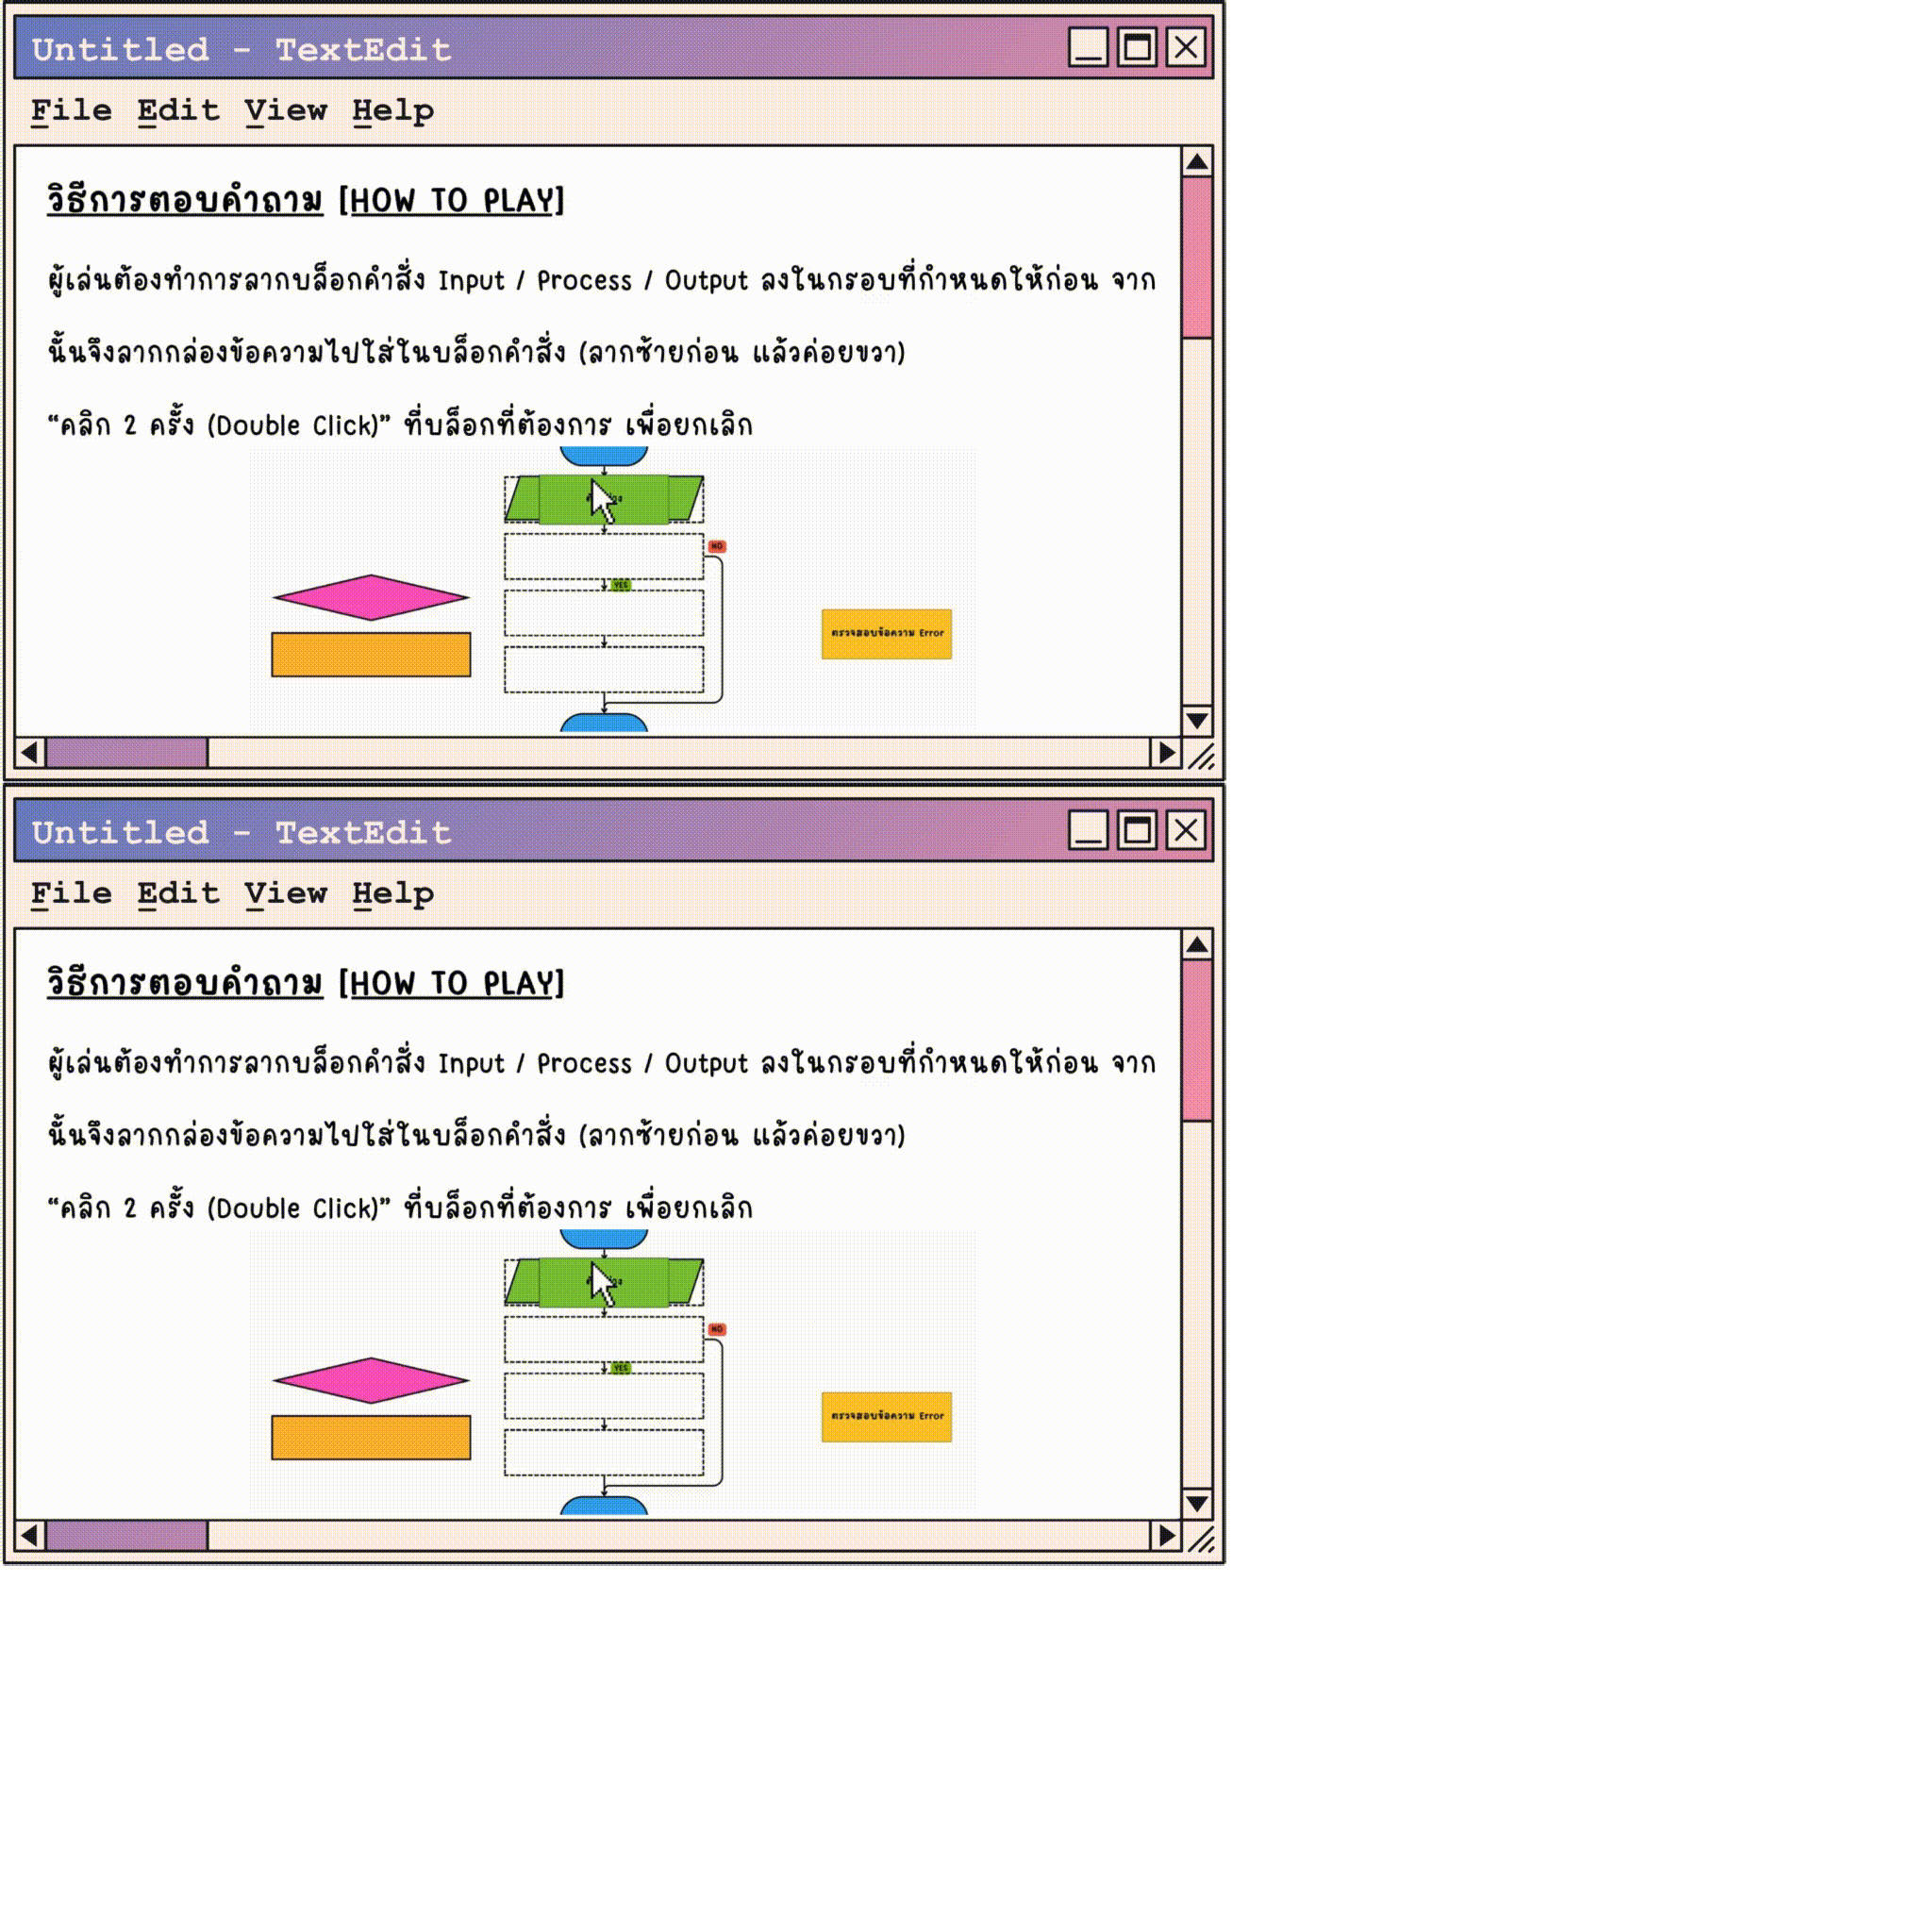 Untitled - TextEdit
File Edit View Help
วิธีการตอบคำถาม [HOW TO PLAY]
ผู้เล่นต้องทำการลากบล็อกคำสั่ง Input / Process / Output ลงในกรอบที่กำหนดให้ก่อน จาก
นั้นจึงลากกล่องข้อความไปใส่ในบล็อกคำสั่ง (ลากซ้ายก่อน แล้วค่อยขวา)
“คลิก 2 ครั้ง (Double Click)” ที่บล็อกที่ต้องการ เพื่อยกเลิก
NO
YES
ตรวจสอบข้อความ Error
Untitled - TextEdit
File Edit View Help
วิธีการตอบคำถาม [HOW TO PLAY]
ผู้เล่นต้องทำการลากบล็อกคำสั่ง Input / Process / Output ลงในกรอบที่กำหนดให้ก่อน จาก
นั้นจึงลากกล่องข้อความไปใส่ในบล็อกคำสั่ง (ลากซ้ายก่อน แล้วค่อยขวา)
“คลิก 2 ครั้ง (Double Click)” ที่บล็อกที่ต้องการ เพื่อยกเลิก
NO
YES
ตรวจสอบข้อความ Error